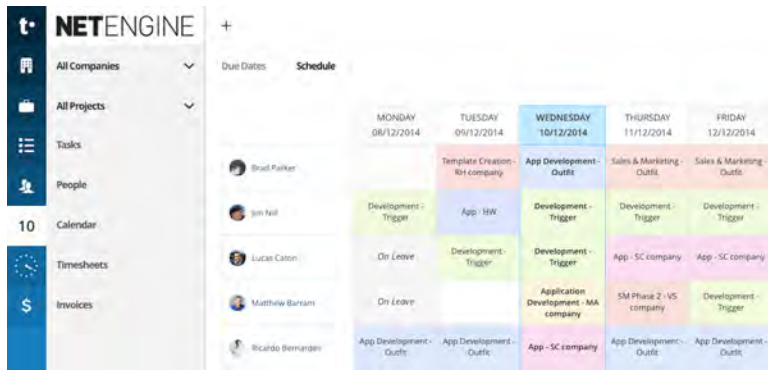 t·
NETENGINE
+
All Companies
Due Dates
Schedule
All Projects
MONDAY
08/12/2014
TUESDAY
09/12/2014
WEDNESDAY
10/12/2014
THURSDAY
11/12/2014
FRIDAY
12/12/2014
Tasks
People
10
Calendar
Timesheets
$
Invoices
Brad Parker
Template Creation -
RH company
App Development -
Outfit
Sales & Marketing -
Outfit
Sales & Marketing -
Outfit
Jim Nill
Development -
Trigger
App - HW
Development -
Trigger
Development -
Trigger
Development -
Trigger
Lucas Caton
On Leave
Development -
Trigger
Development -
Trigger
App - SC company
App - SC company
Matthew Barram
On Leave
Application
Development - MA
company
SM Phase 2 - VS
company
Development -
Trigger
Ricardo Bernardeli
App Development -
Outfit
App Development -
Outfit
App - SC company
App Development -
Outfit
App Development -
Outfit